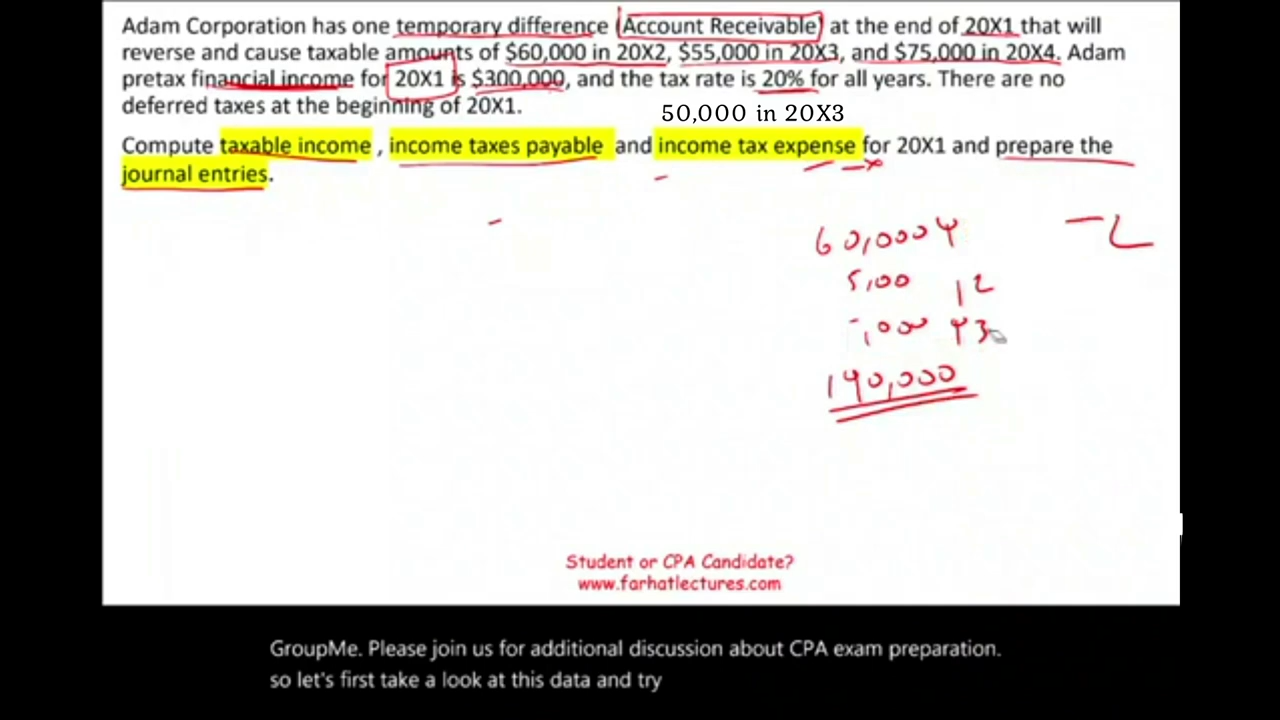 Adam Corporation has one temporary difference (Account Receivable) at the end of 20X1 that will
reverse and cause taxable amounts of $60,000 in 20X2, $55,000 in 20X3, and $75,000 in 20X4. Adam
pretax financial income for 20X1 is $300,000, and the tax rate is 20% for all years. There are no
deferred taxes at the beginning of 20X1.
50,000 in 20X3
Compute taxable income , income taxes payable and income tax expense for 20X1 and prepare the
journal entries.
60,000 Y
5,00 12
,000 Y3
190,000
Student or CPA Candidate?
www.farhatlectures.com
GroupMe. Please join us for additional discussion about CPA exam preparation.
so let's first take a look at this data and try